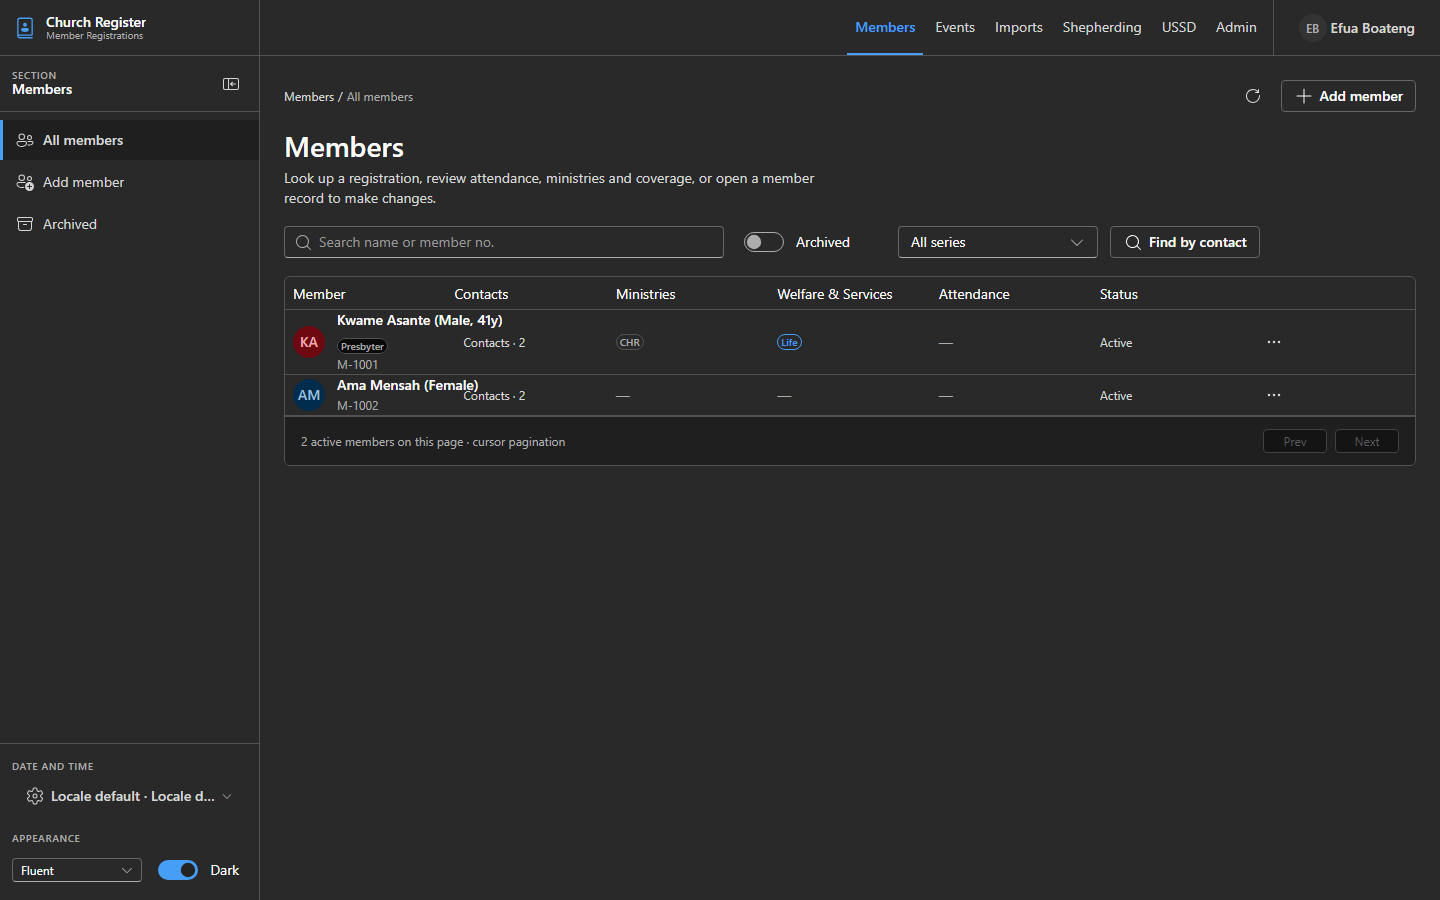 Church Register
Member Registrations
Members Events Imports Shepherding USSD Admin
EB Efua Boateng
SECTION
Members
All members
Add member
Archived
Members / All members
Add member
Members
Look up a registration, review attendance, ministries and coverage, or open a member
record to make changes.
Search name or member no.
Archived
All series
Find by contact
Member Contacts Ministries Welfare & Services Attendance Status
KA Kwame Asante (Male, 41y)
Presbyter
M-1001
Contacts · 2 CHR Life — Active ...
AM Ama Mensah (Female)
M-1002
Contacts · 2 — — — Active ...
2 active members on this page · cursor pagination
Prev Next
DATE AND TIME
Locale default · Locale d...
APPEARANCE
Fluent Dark